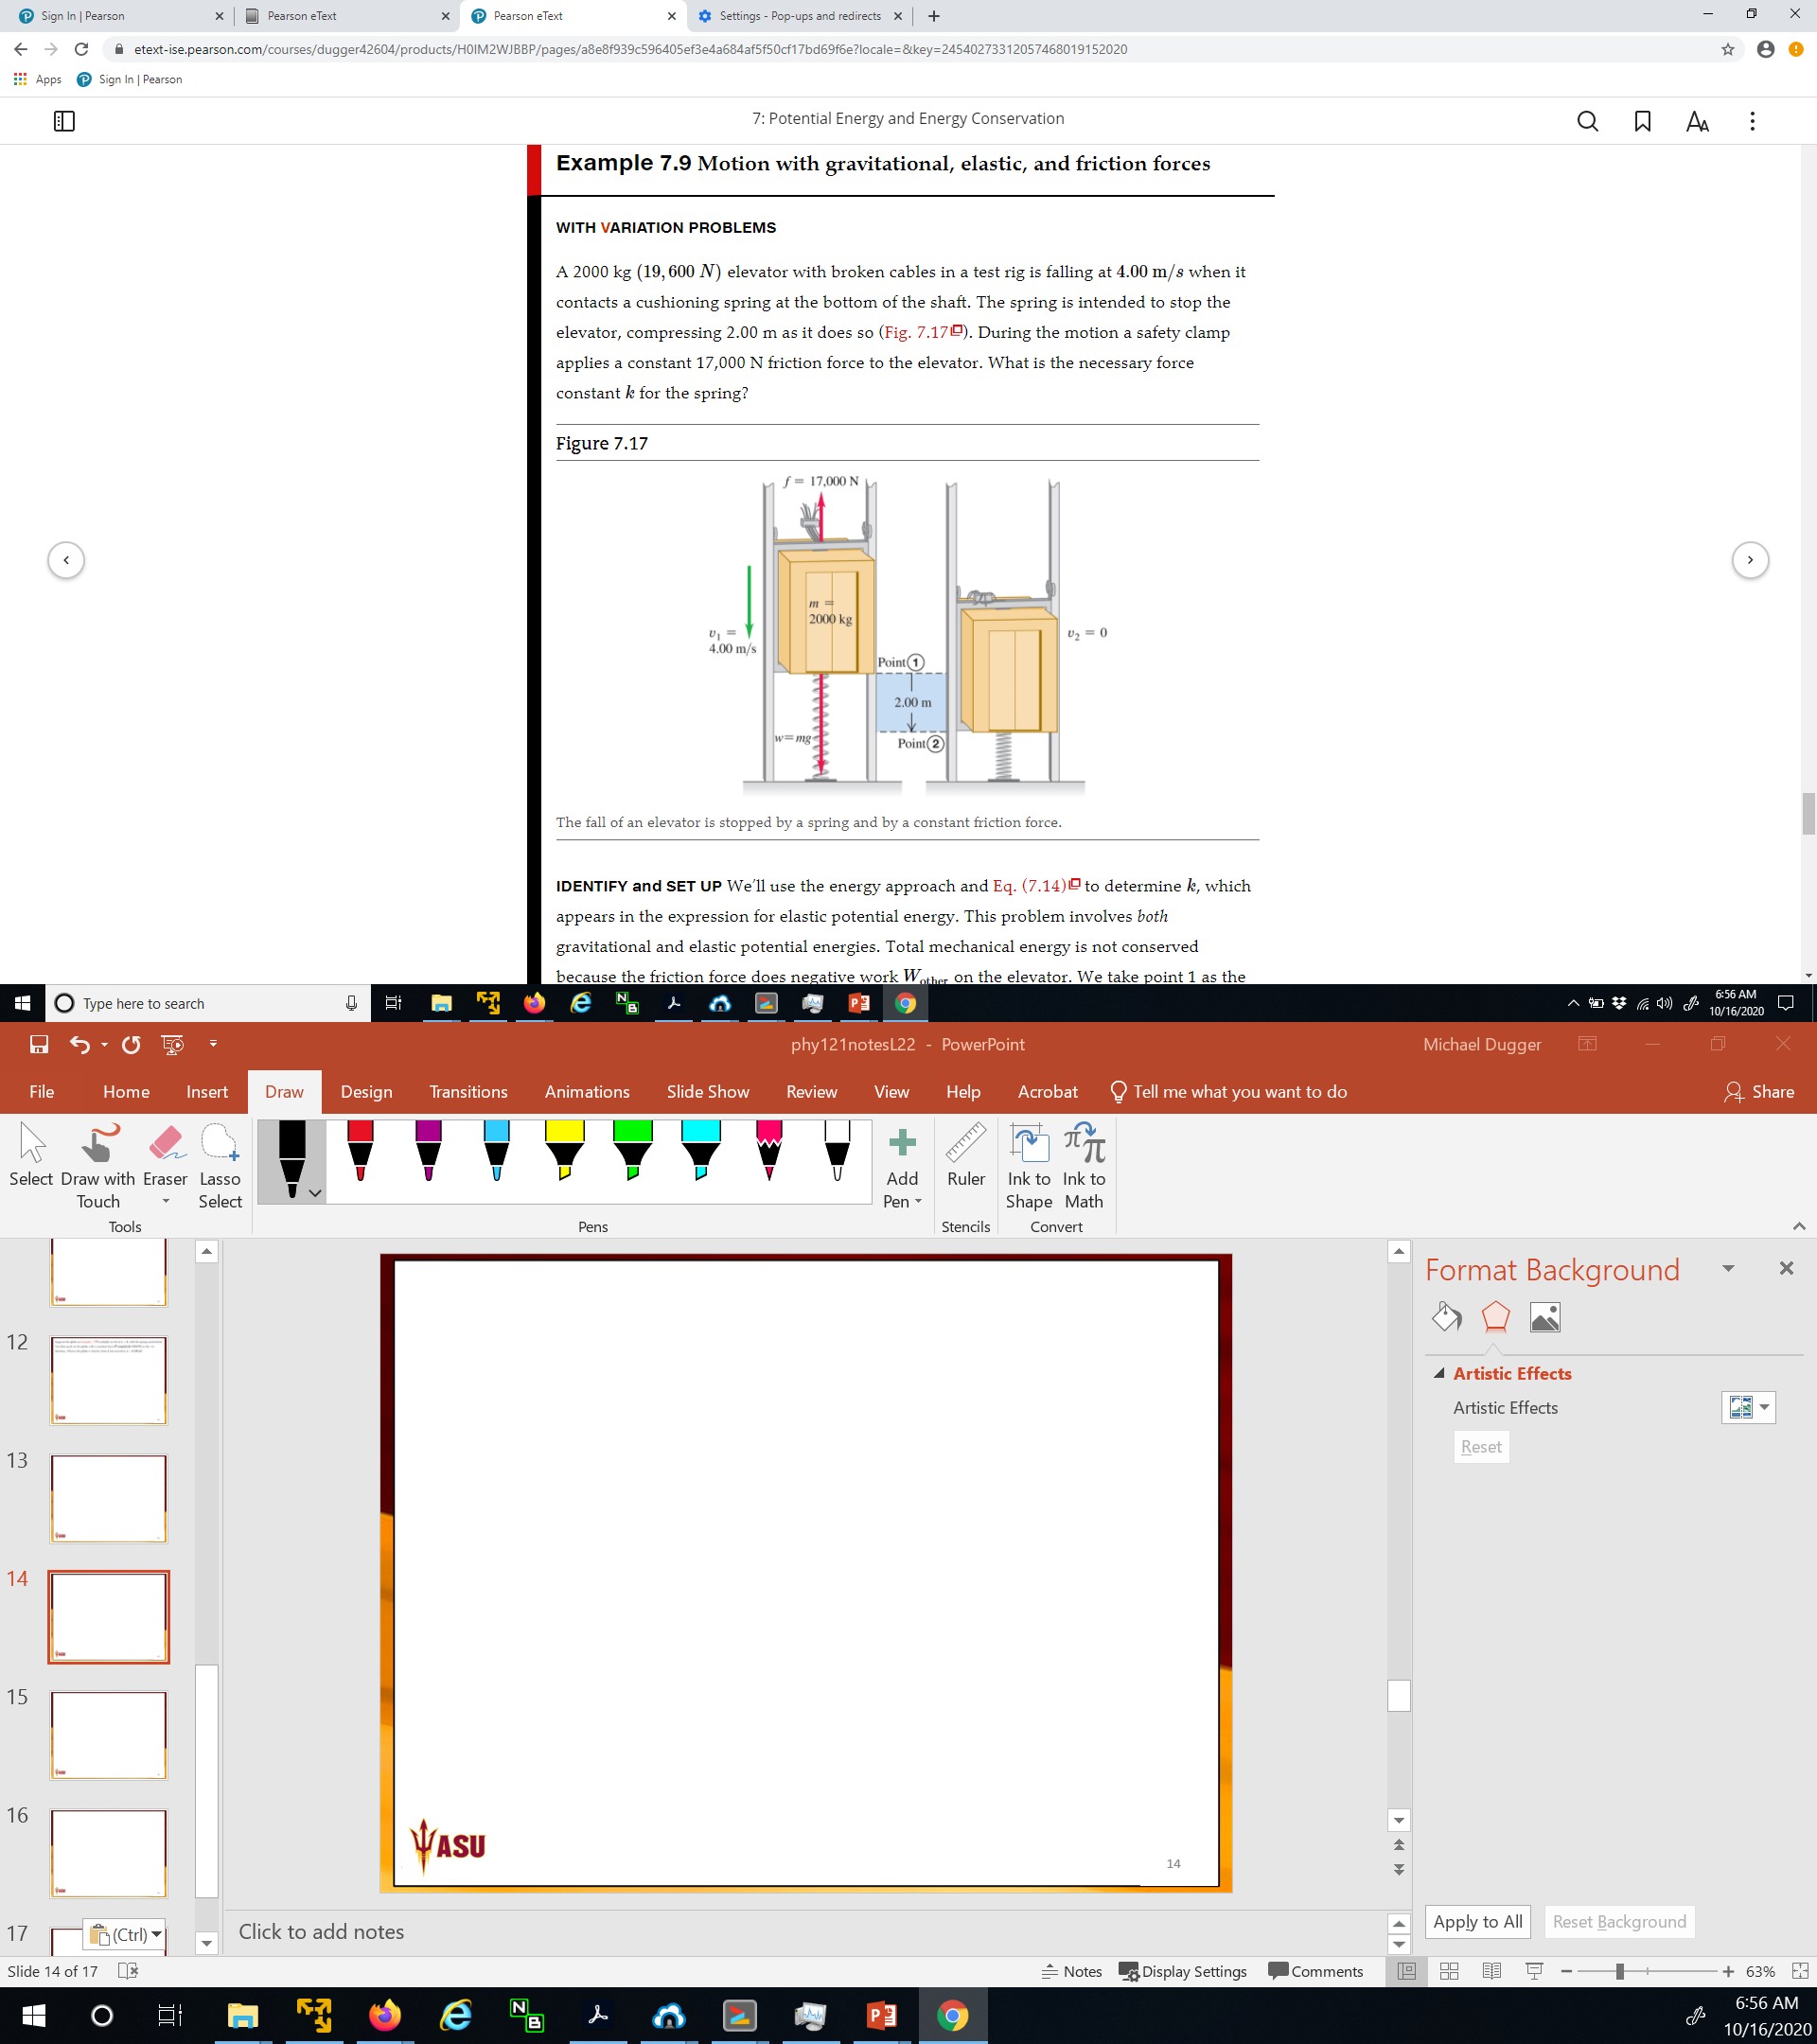 Sign In | Pearson
Pearson eText
Pearson eText
Settings - Pop-ups and redirects
etext-ise.pearson.com/courses/dugger42604/products/H0IM2WJBBP/pages/a8e8f939c596405ef3e4a684af5f50cf17bd69f6e?locale=&key=24540273312057468019152020
Apps
Sign In | Pearson
7: Potential Energy and Energy Conservation
Example 7.9 Motion with gravitational, elastic, and friction forces
WITH VARIATION PROBLEMS
A 2000 kg (19,600 N) elevator with broken cables in a test rig is falling at 4.00 m/s when it
contacts a cushioning spring at the bottom of the shaft. The spring is intended to stop the
elevator, compressing 2.00 m as it does so (Fig. 7.17). During the motion a safety clamp
applies a constant 17,000 N friction force to the elevator. What is the necessary force
constant k for the spring?
Figure 7.17
f = 17,000 N
m =
2000 kg
v₁ =
4.00 m/s
v₂ = 0
Point 1
2.00 m
w=mg
Point 2
The fall of an elevator is stopped by a spring and by a constant friction force.
IDENTIFY and SET UP We'll use the energy approach and Eq. (7.14) to determine k, which
appears in the expression for elastic potential energy. This problem involves both
gravitational and elastic potential energies. Total mechanical energy is not conserved
because the friction force does negative work W other on the elevator. We take point 1 as the
Type here to search
6:56 AM
10/16/2020
phy121notesL22 - PowerPoint
Michael Dugger
File
Home
Insert
Draw
Design
Transitions
Animations
Slide Show
Review
View
Help
Acrobat
Tell me what you want to do
Share
Select
Draw with
Touch
Eraser
Lasso
Select
Add
Pen
Ruler
Ink to
Shape
Ink to
Math
Tools
Pens
Stencils
Convert
12
13
14
15
16
17
(Ctrl)
ASU
14
Format Background
Artistic Effects
Artistic Effects
Reset
Apply to All
Reset Background
Click to add notes
Slide 14 of 17
Notes
Display Settings
Comments
63%
6:56 AM
10/16/2020